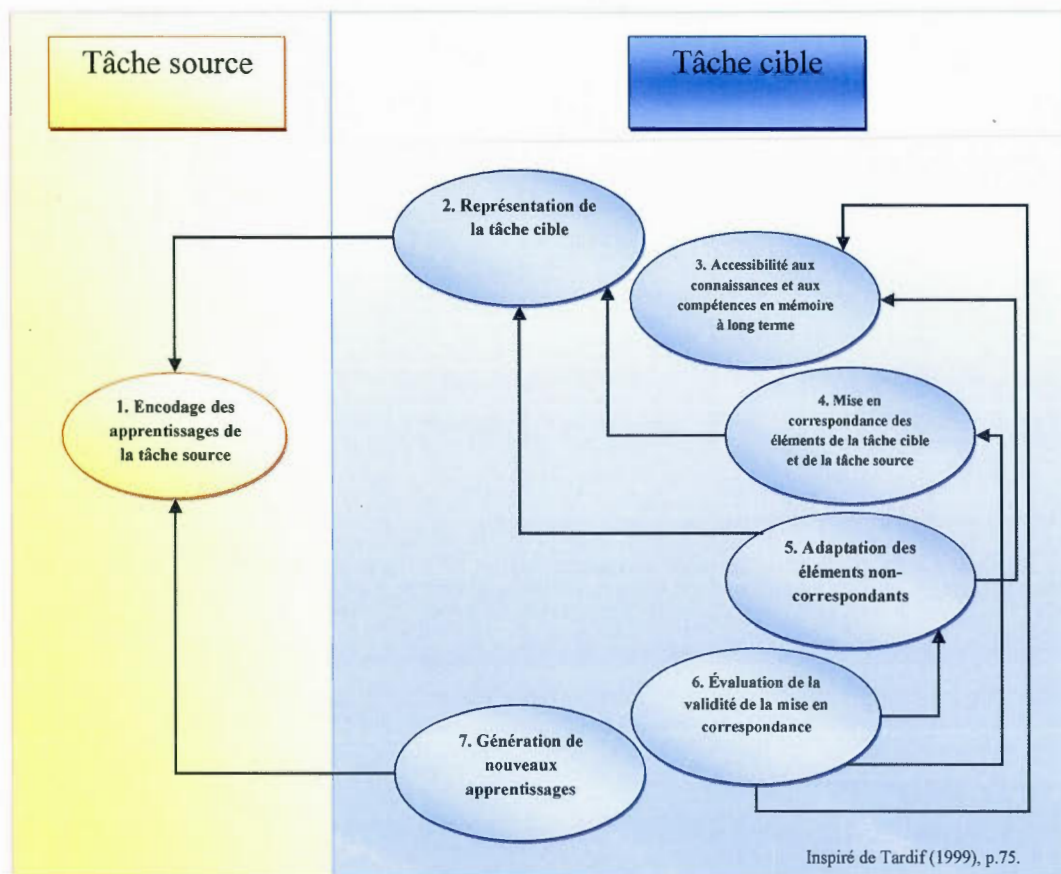 Tâche source
Tâche cible
2. Représentation de
la tâche cible
3. Accessibilité aux
connaissances et aux
compétences en mémoire
à long terme
1. Encodage des
apprentissages de
la tâche source
4. Mise en
correspondance des
éléments de la tâche cible
et de la tâche source
5. Adaptation des
éléments non-
correspondants
6. Évaluation de la
validité de la mise en
correspondance
7. Génération de
nouveaux
apprentissages
Inspiré de Tardif (1999), p.75.